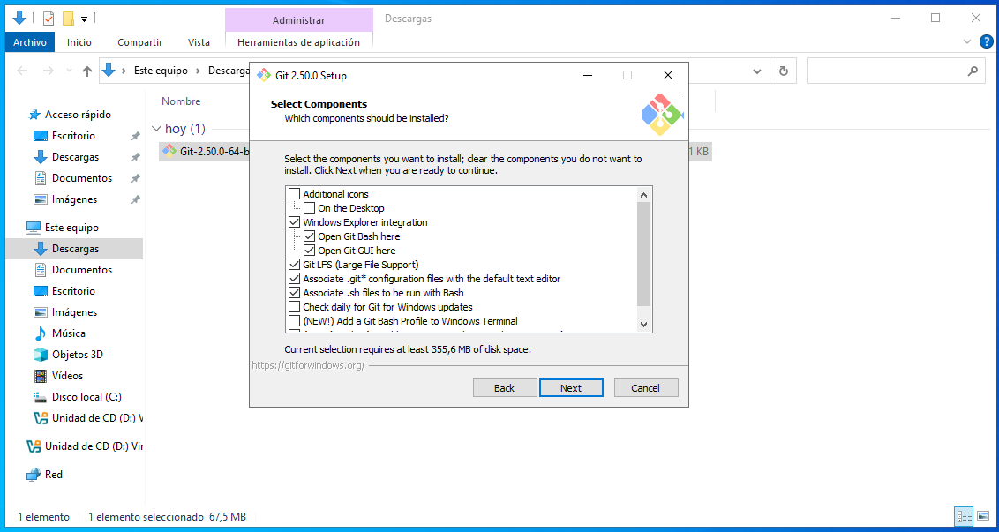 Administrar
Descargas
Archivo
Inicio
Compartir
Vista
Herramientas de aplicación
Este equipo
Nombre
hoy (1)
Git-2.50.0-64-b
KB
Acceso rápido
Escritorio
Descargas
Documentos
Imágenes
Este equipo
Descargas
Documentos
Escritorio
Imágenes
Música
Objetos 3D
Vídeos
Disco local (C:)
Unidad de CD (D:) V
Unidad de CD (D:) Vir
Red
Git 2.50.0 Setup
Select Components
Which components should be installed?
Select the components you want to install; clear the components you do not want to
install. Click Next when you are ready to continue.
Additional icons
On the Desktop
Windows Explorer integration
Open Git Bash here
Open Git GUI here
Git LFS (Large File Support)
Associate .git* configuration files with the default text editor
Associate .sh files to be run with Bash
Check daily for Git for Windows updates
(NEW!) Add a Git Bash Profile to Windows Terminal
Current selection requires at least 355,6 MB of disk space.
https://gitforwindows.org/
Back
Next
Cancel
1 elemento
1 elemento seleccionado 67,5 MB